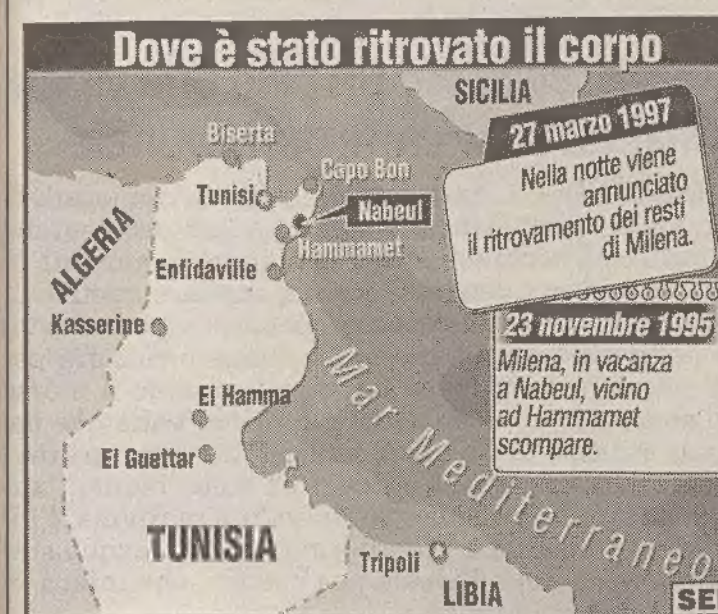 Dove è stato ritrovato il corpo
SICILIA
27 marzo 1997
Nella notte viene
annunciato
il ritrovamento dei resti
di Milena.
Biserta
Capo Bon
Tunisi
Nabeul
Hammamet
ALGERIA
Enfidaville
Kasserine
23 novembre 1995
Milena, in vacanza
a Nabeul, vicino
ad Hammamet
scompare.
El Hamma
El Guettar
Mar Mediterraneo
TUNISIA
Tripoli
LIBIA
SE